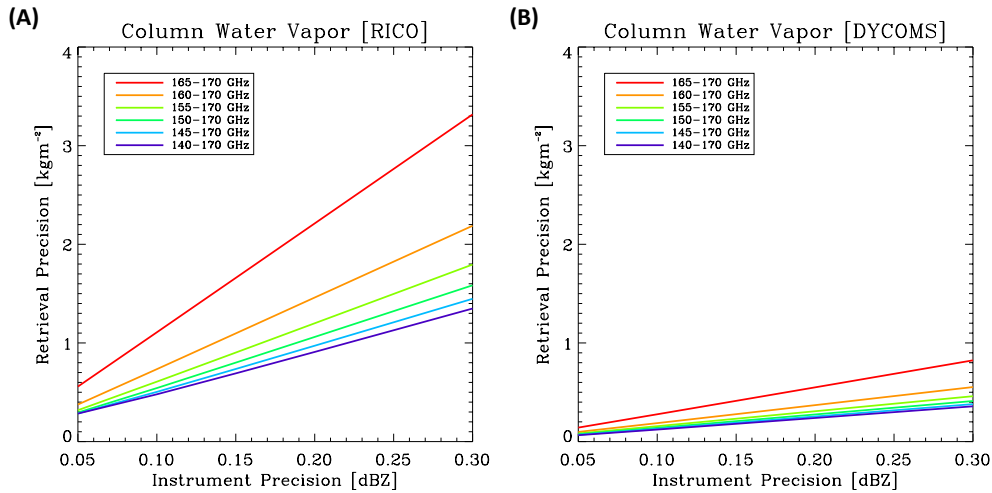 (A)
Column Water Vapor [RICO]
4
3
2
1
0
Retrieval Precision [kgm⁻²]
165-170 GHz
160-170 GHz
155-170 GHz
150-170 GHz
145-170 GHz
140-170 GHz
0.05 0.10 0.15 0.20 0.25 0.30
Instrument Precision [dBZ]
(B)
Column Water Vapor [DYCOMS]
4
3
2
1
0
Retrieval Precision [kgm⁻²]
165-170 GHz
160-170 GHz
155-170 GHz
150-170 GHz
145-170 GHz
140-170 GHz
0.05 0.10 0.15 0.20 0.25 0.30
Instrument Precision [dBZ]